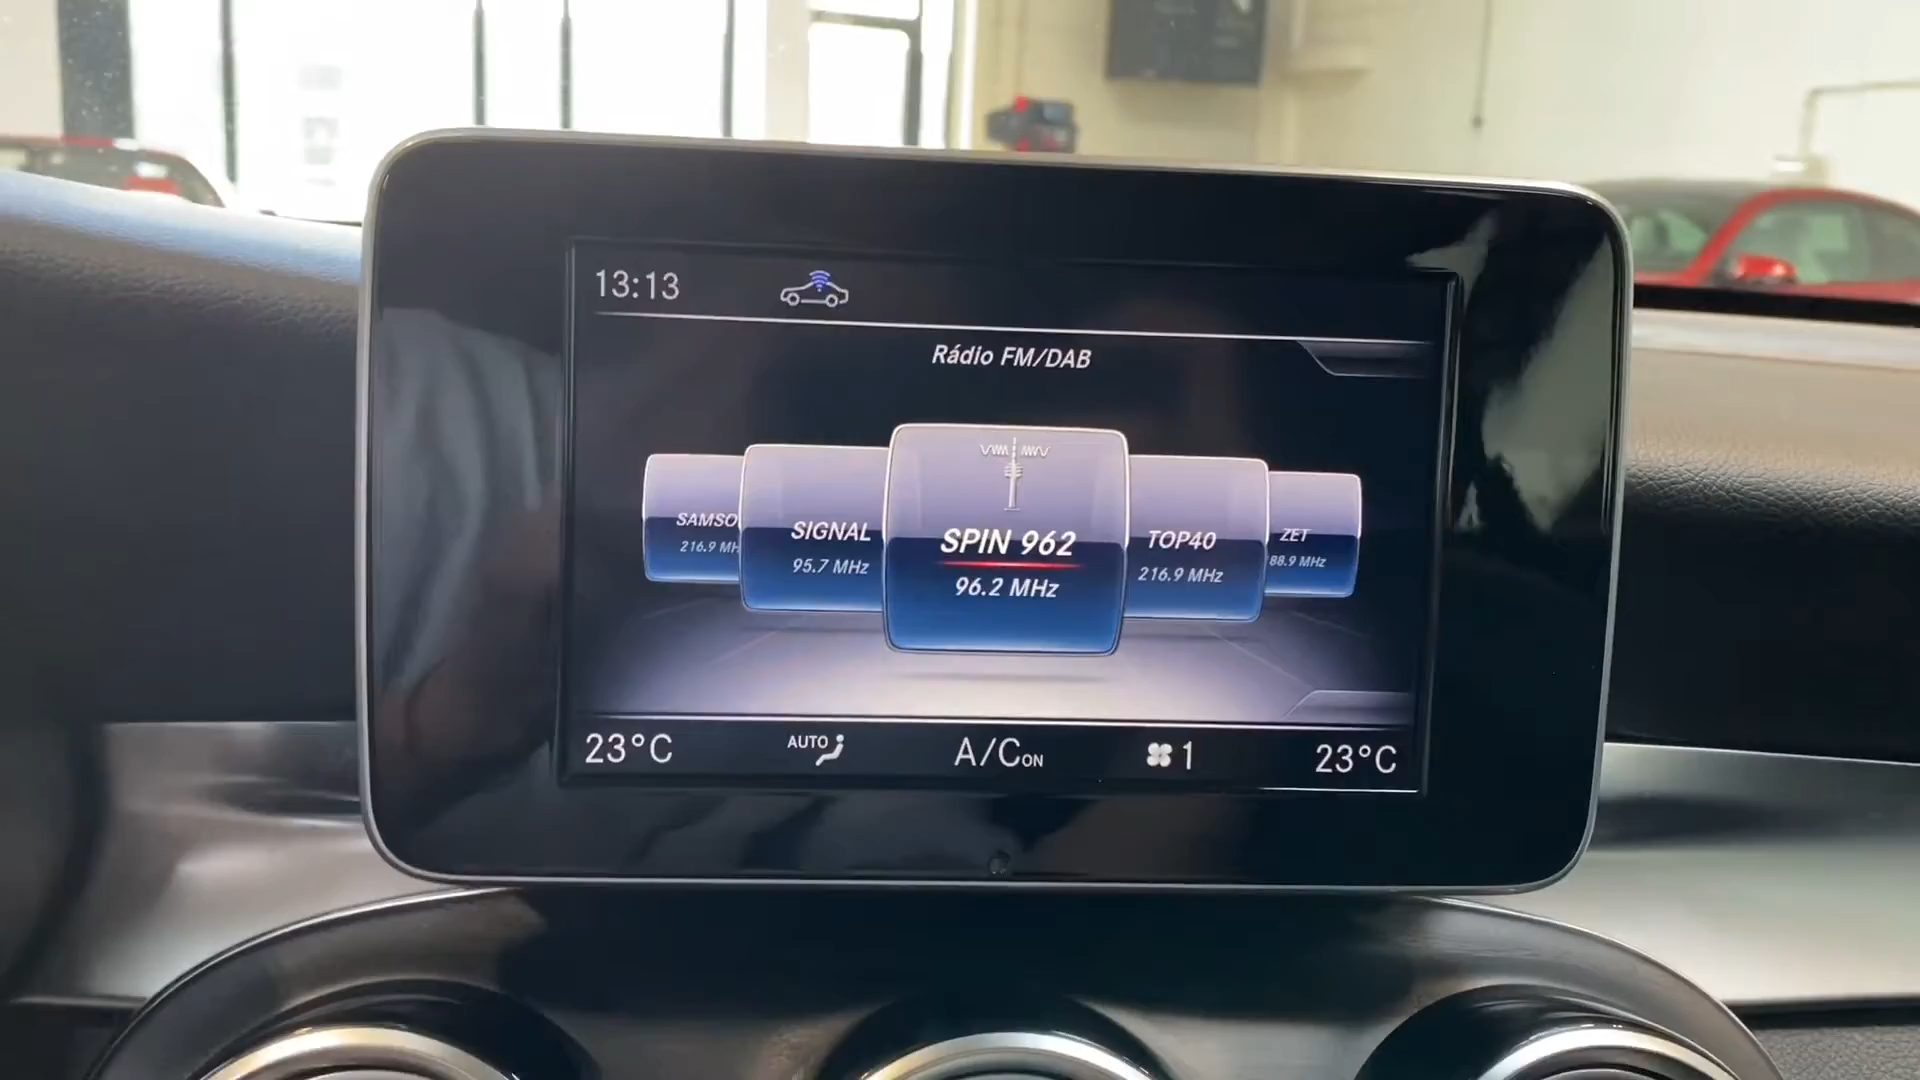 13:13
Rádio FM/DAB
SAMSO
216.9 MH
SIGNAL
95.7 MHz
SPIN 962
96.2 MHz
TOP40
216.9 MHz
ZET
88.9 MHz
23°C
AUTO
A/C ON
1
23°C